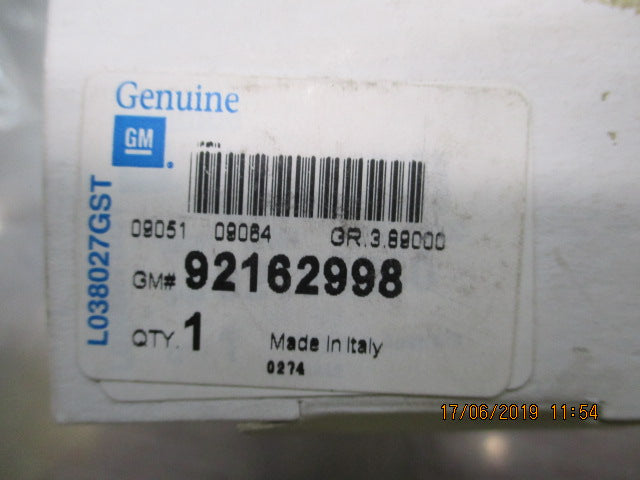 Genuine
GM
L038027GST
09051 09064 GR.3.89000
GM# 92162998
QTY. 1 Made in Italy
0274
17/06/2019 11:54